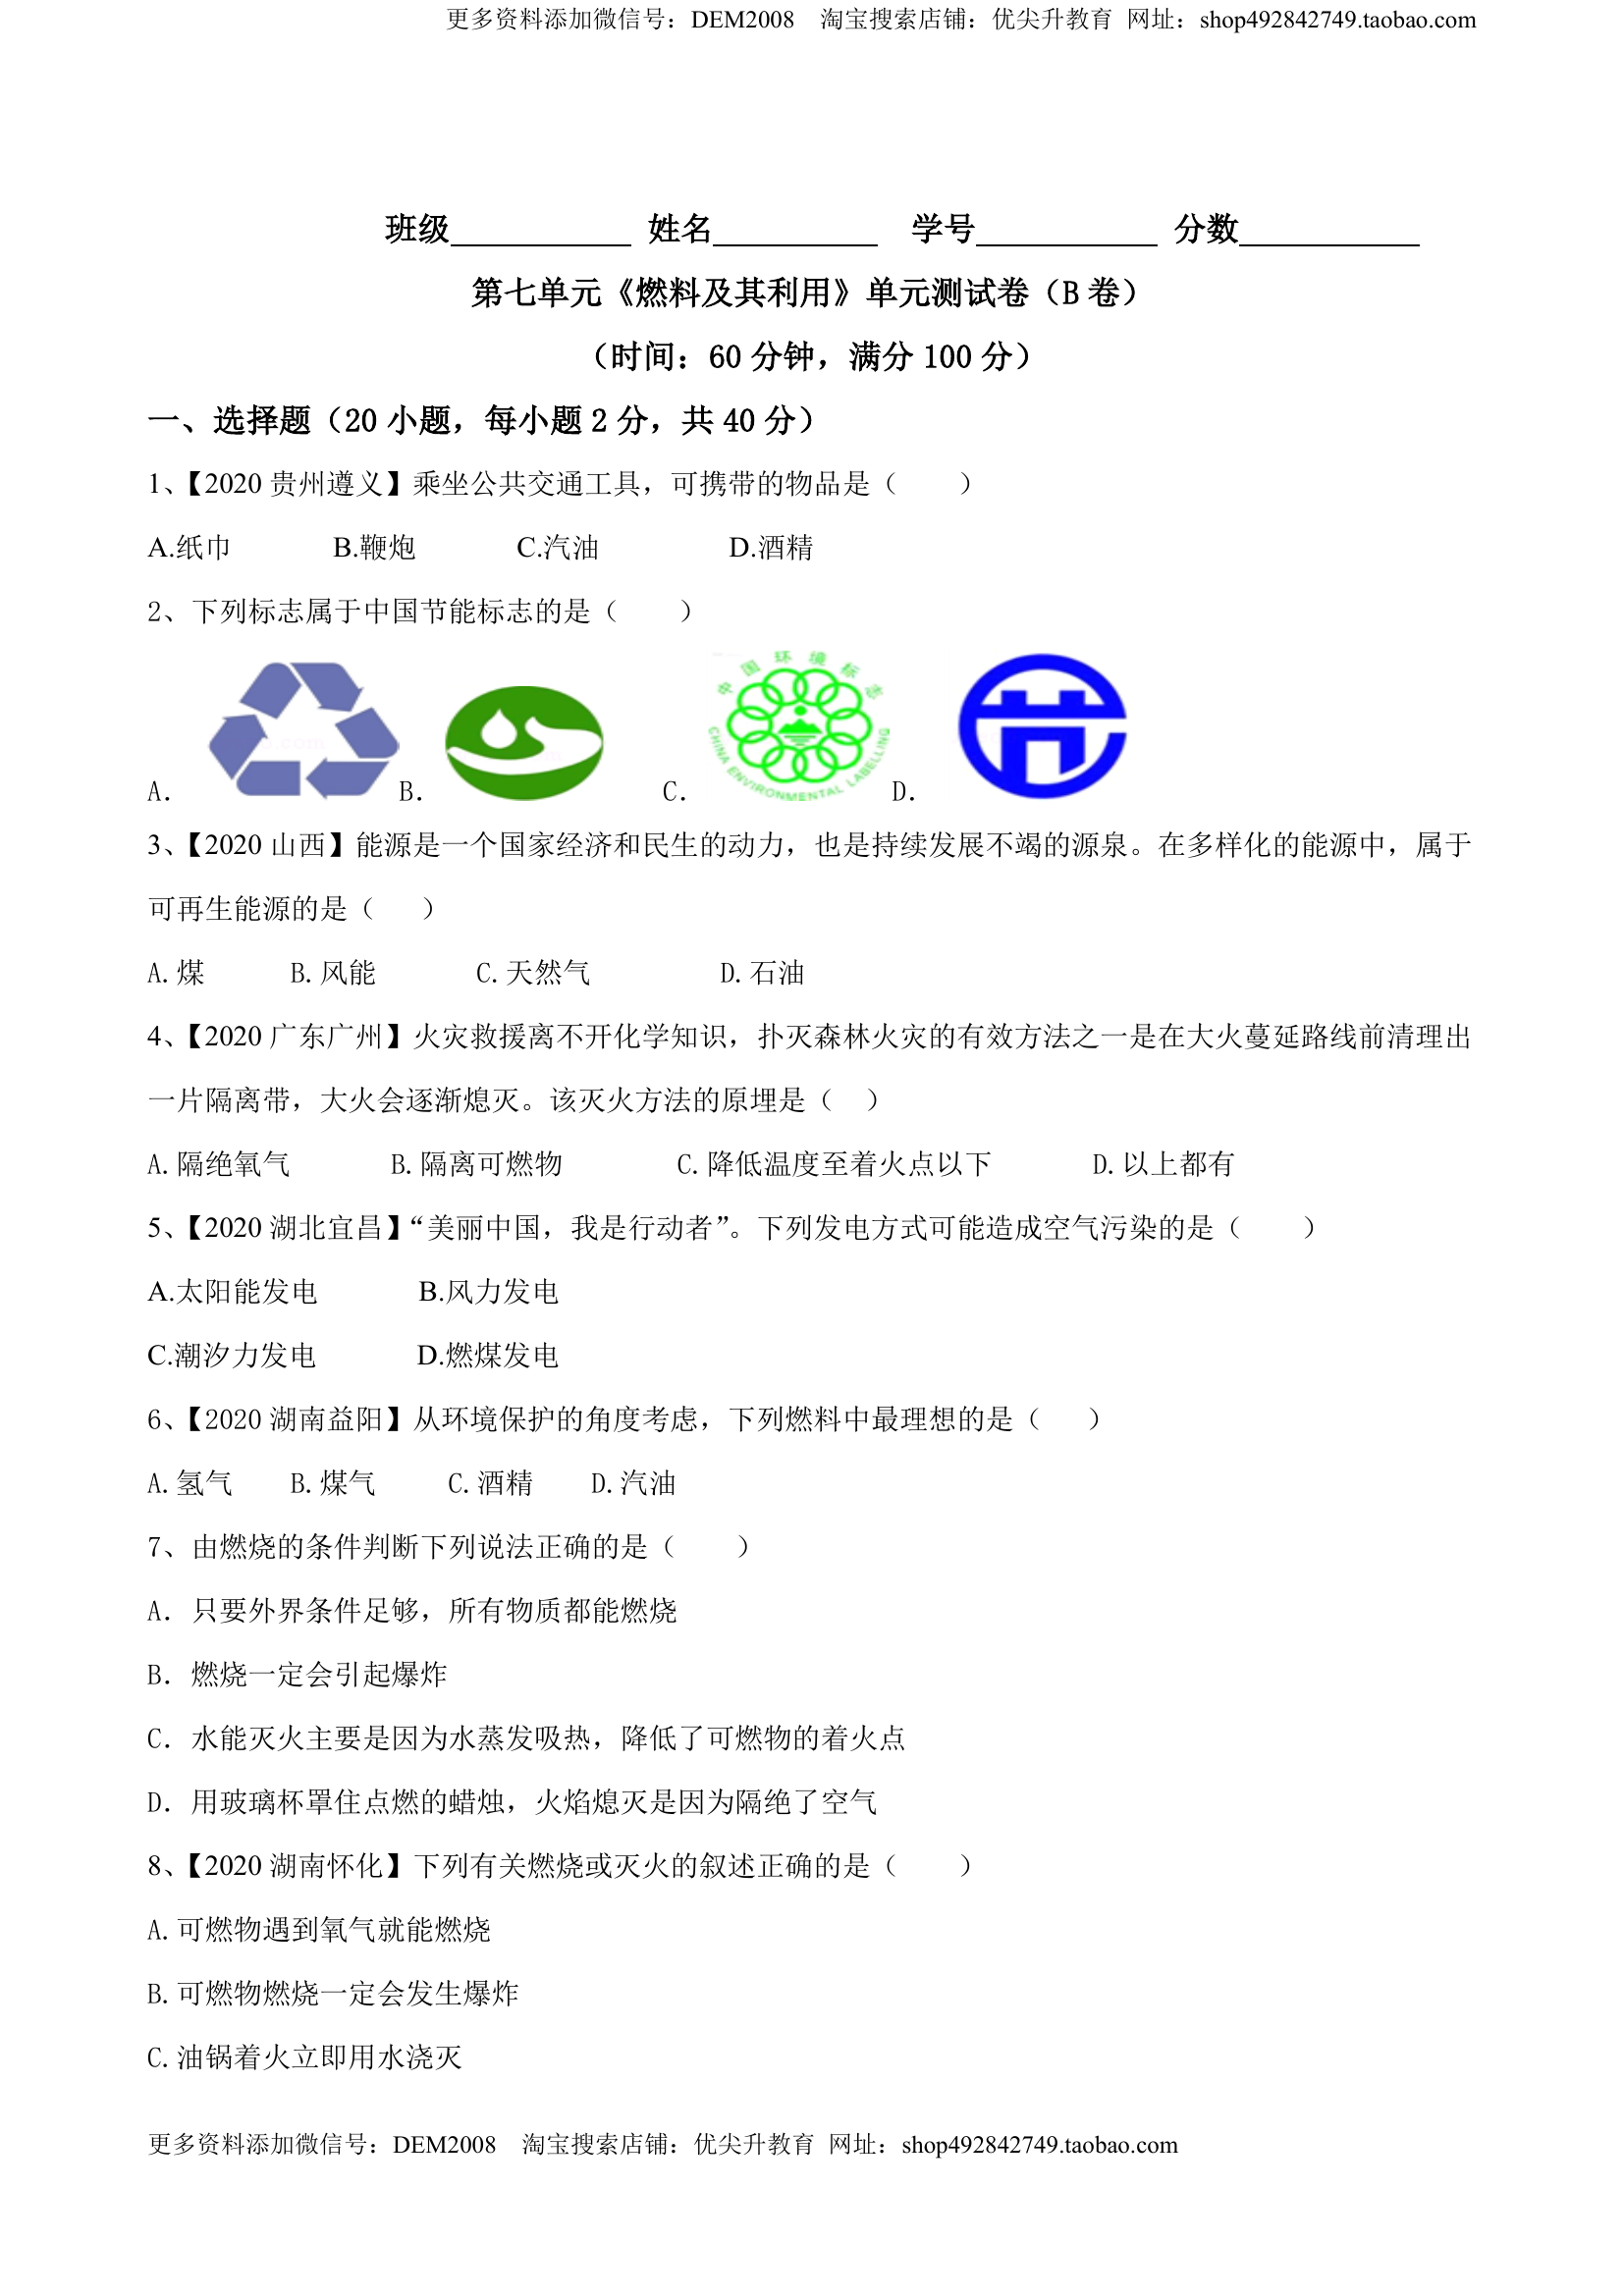 更多资料添加微信号：DEM2008 淘宝搜索店铺：优尖升教育 网址：shop492842749.taobao.com
班级__________ 姓名__________ 学号__________ 分数__________
第七单元《燃料及其利用》单元测试卷（B 卷）
（时间：60 分钟，满分 100 分）
一、选择题（20 小题，每小题 2 分，共 40 分）
1、【2020 贵州遵义】乘坐公共交通工具，可携带的物品是（ ）
A.纸巾 B.鞭炮 C.汽油 D.酒精
2、下列标志属于中国节能标志的是（ ）
中国环境标志
CHINA ENVIRONMENTAL LABELLING
A． B． C． D．
3、【2020 山西】能源是一个国家经济和民生的动力，也是持续发展不竭的源泉。在多样化的能源中，属于
可再生能源的是（ ）
A.煤 B.风能 C.天然气 D.石油
4、【2020 广东广州】火灾救援离不开化学知识，扑灭森林火灾的有效方法之一是在大火蔓延路线前清理出
一片隔离带，大火会逐渐熄灭。该灭火方法的原埋是（ ）
A.隔绝氧气 B.隔离可燃物 C.降低温度至着火点以下 D.以上都有
5、【2020 湖北宜昌】“美丽中国，我是行动者”。下列发电方式可能造成空气污染的是（ ）
A.太阳能发电 B.风力发电
C.潮汐力发电 D.燃煤发电
6、【2020 湖南益阳】从环境保护的角度考虑，下列燃料中最理想的是（ ）
A.氢气 B.煤气 C.酒精 D.汽油
7、由燃烧的条件判断下列说法正确的是（ ）
A．只要外界条件足够，所有物质都能燃烧
B．燃烧一定会引起爆炸
C．水能灭火主要是因为水蒸发吸热，降低了可燃物的着火点
D．用玻璃杯罩住点燃的蜡烛，火焰熄灭是因为隔绝了空气
8、【2020 湖南怀化】下列有关燃烧或灭火的叙述正确的是（ ）
A.可燃物遇到氧气就能燃烧
B.可燃物燃烧一定会发生爆炸
C.油锅着火立即用水浇灭
更多资料添加微信号：DEM2008 淘宝搜索店铺：优尖升教育 网址：shop492842749.taobao.com